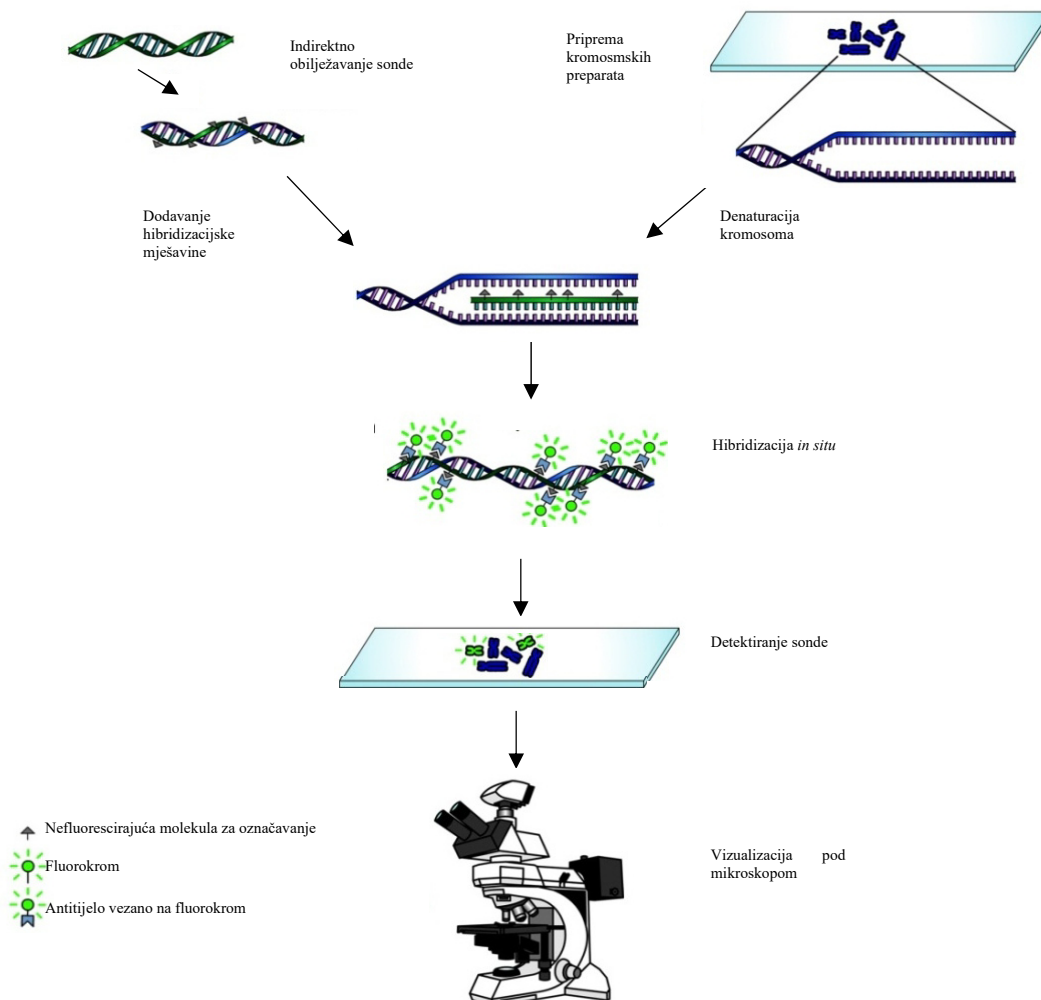 Indirektno
obilježavanje sonde
Priprema
kromosmskih
preparata
Dodavanje
hibridizacijske
mješavine
Denaturacija
kromosoma
Hibridizacija in situ
Detektiranje sonde
Nefluorescirajuća molekula za označavanje
Fluorokrom
Antitijelo vezano na fluorokrom
Vizualizacija pod
mikroskopom